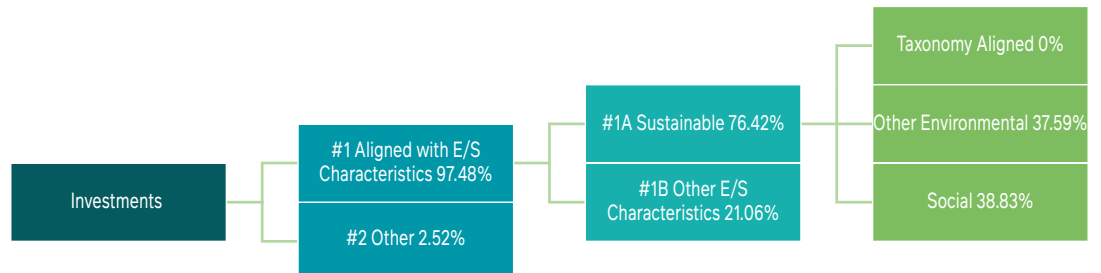 Investments
#1 Aligned with E/S
Characteristics 97.48%
#2 Other 2.52%
#1A Sustainable 76.42%
#1B Other E/S
Characteristics 21.06%
Taxonomy Aligned 0%
Other Environmental 37.59%
Social 38.83%